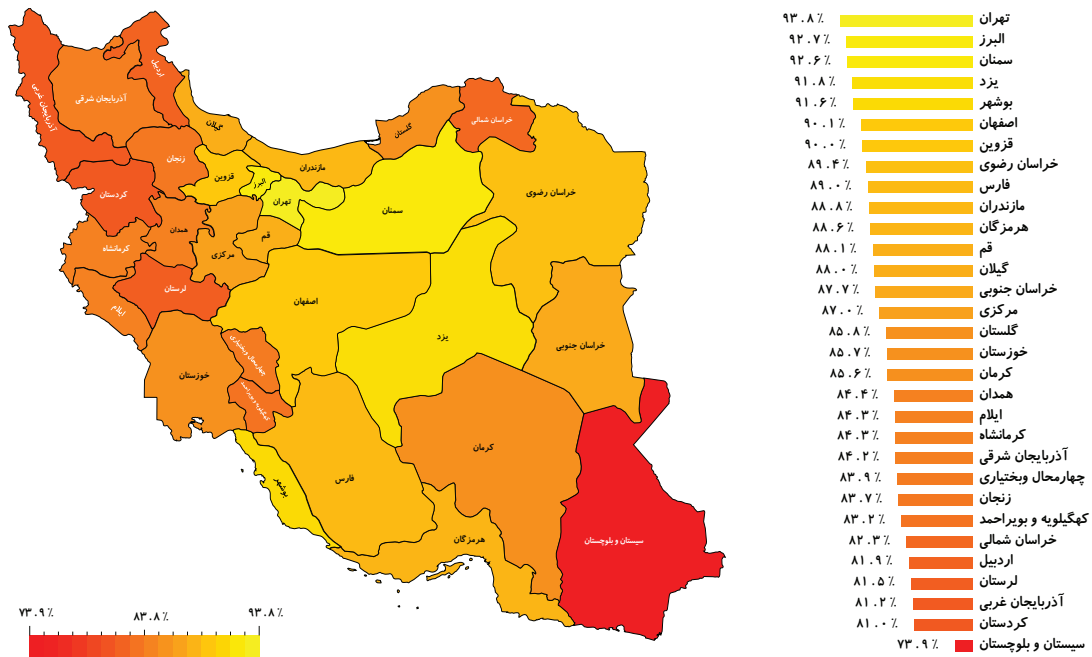 تهران ۹۳.۸٪
البرز ۹۲.۷٪
سمنان ۹۲.۶٪
یزد ۹۱.۸٪
بوشهر ۹۱.۶٪
اصفهان ۹۰.۱٪
قزوین ۹۰.۰٪
خراسان رضوی ۸۹.۴٪
فارس ۸۹.۰٪
مازندران ۸۸.۸٪
هرمزگان ۸۸.۶٪
قم ۸۸.۱٪
گیلان ۸۸.۰٪
خراسان جنوبی ۸۷.۷٪
مرکزی ۸۷.۰٪
گلستان ۸۵.۸٪
خوزستان ۸۵.۷٪
کرمان ۸۵.۶٪
همدان ۸۴.۴٪
ایلام ۸۴.۳٪
کرمانشاه ۸۴.۳٪
آذربایجان شرقی ۸۴.۲٪
چهارمحال وبختیاری ۸۳.۹٪
زنجان ۸۳.۷٪
کهگیلویه و بویراحمد ۸۳.۲٪
خراسان شمالی ۸۲.۳٪
اردبیل ۸۱.۹٪
لرستان ۸۱.۵٪
آذربایجان غربی ۸۱.۲٪
کردستان ۸۱.۰٪
سیستان و بلوچستان ۷۳.۹٪
اردبیل
آذربایجان شرقی
آذربایجان غربی
خراسان شمالی
گلستان
گیلان
زنجان
مازندران
قزوین
البرز
خراسان رضوی
کردستان
تهران
سمنان
همدان
قم
کرمانشاه
مرکزی
لرستان
اصفهان
ایلام
یزد
خراسان جنوبی
چهارمحال وبختیاری
خوزستان
کهگیلویه و بویراحمد
کرمان
فارس
بوشهر
هرمزگان
سیستان و بلوچستان
۷۳.۹٪ ۸۳.۸٪ ۹۳.۸٪